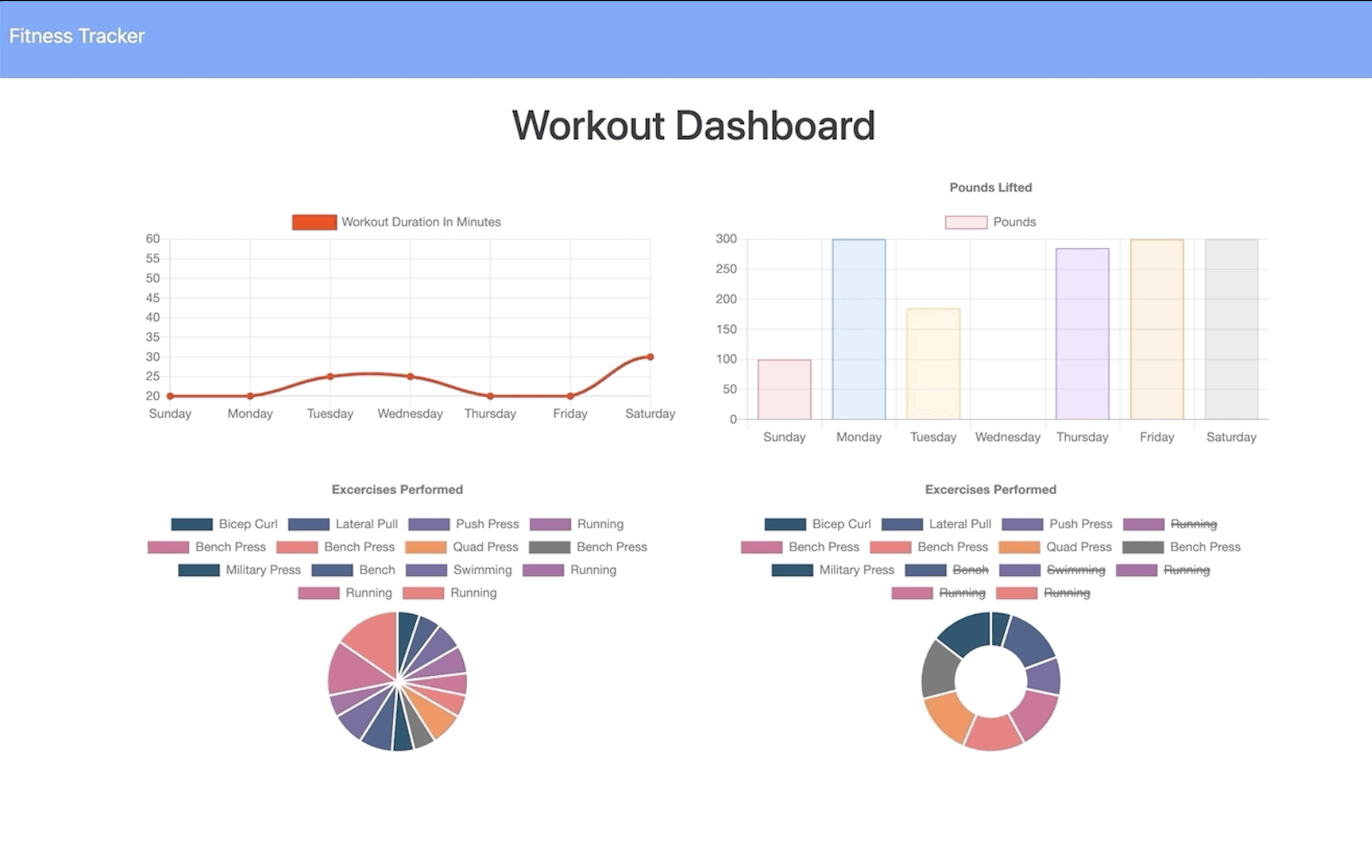 Fitness Tracker
Workout Dashboard
Workout Duration In Minutes
60
55
50
45
40
35
30
25
20
Sunday Monday Tuesday Wednesday Thursday Friday Saturday
Pounds Lifted
Pounds
300
250
200
150
100
50
0
Sunday Monday Tuesday Wednesday Thursday Friday Saturday
Excercises Performed
Bicep Curl Lateral Pull Push Press Running
Bench Press Bench Press Quad Press Bench Press
Military Press Bench Swimming Running
Running Running
Excercises Performed
Bicep Curl Lateral Pull Push Press Running
Bench Press Bench Press Quad Press Bench Press
Military Press Bench Swimming Running
Running Running